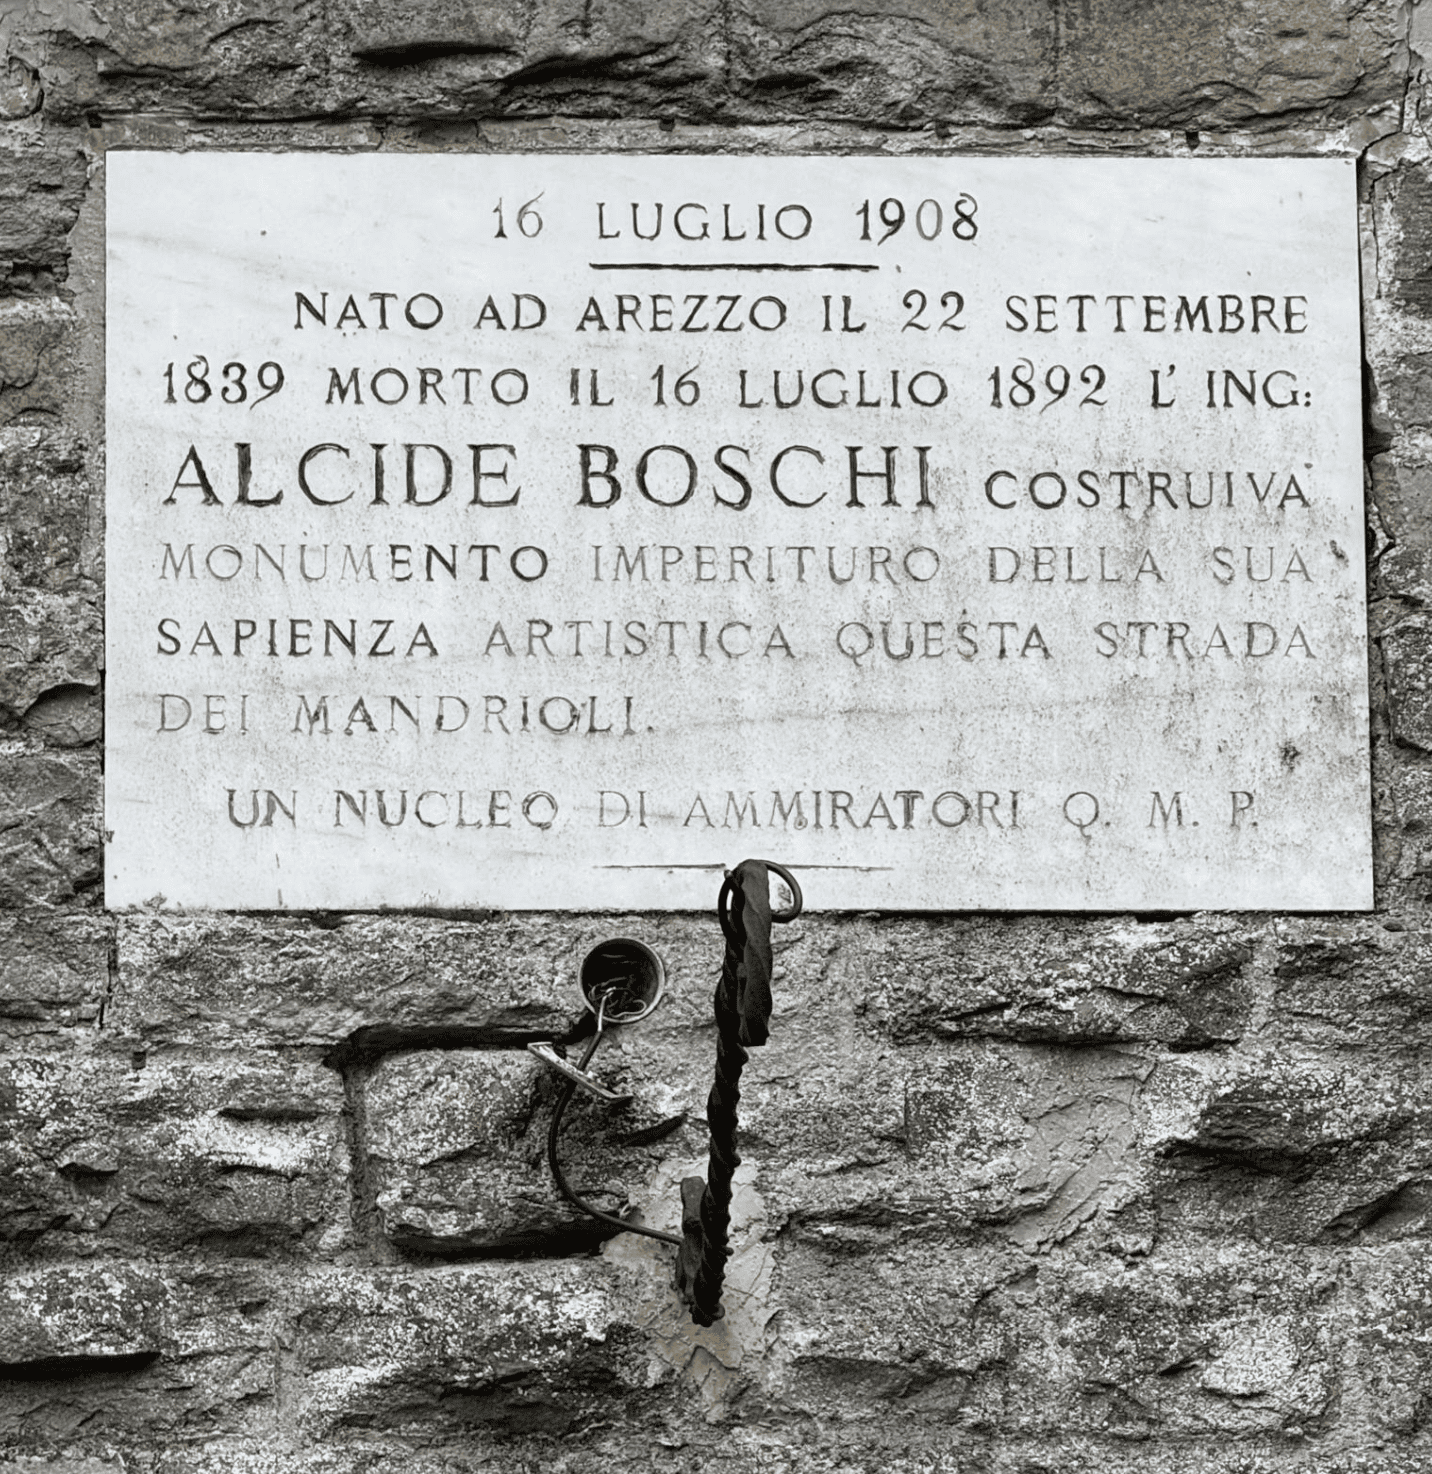 16 LUGLIO 1908
NATO AD AREZZO IL 22 SETTEMBRE
1839 MORTO IL 16 LUGLIO 1892 L' ING:
ALCIDE BOSCHI COSTRUIVA
MONUMENTO IMPERITURO DELLA SUA
SAPIENZA ARTISTICA QUESTA STRADA
DEI MANDRIOLI.
UN NUCLEO DI AMMIRATORI Q. M. P.